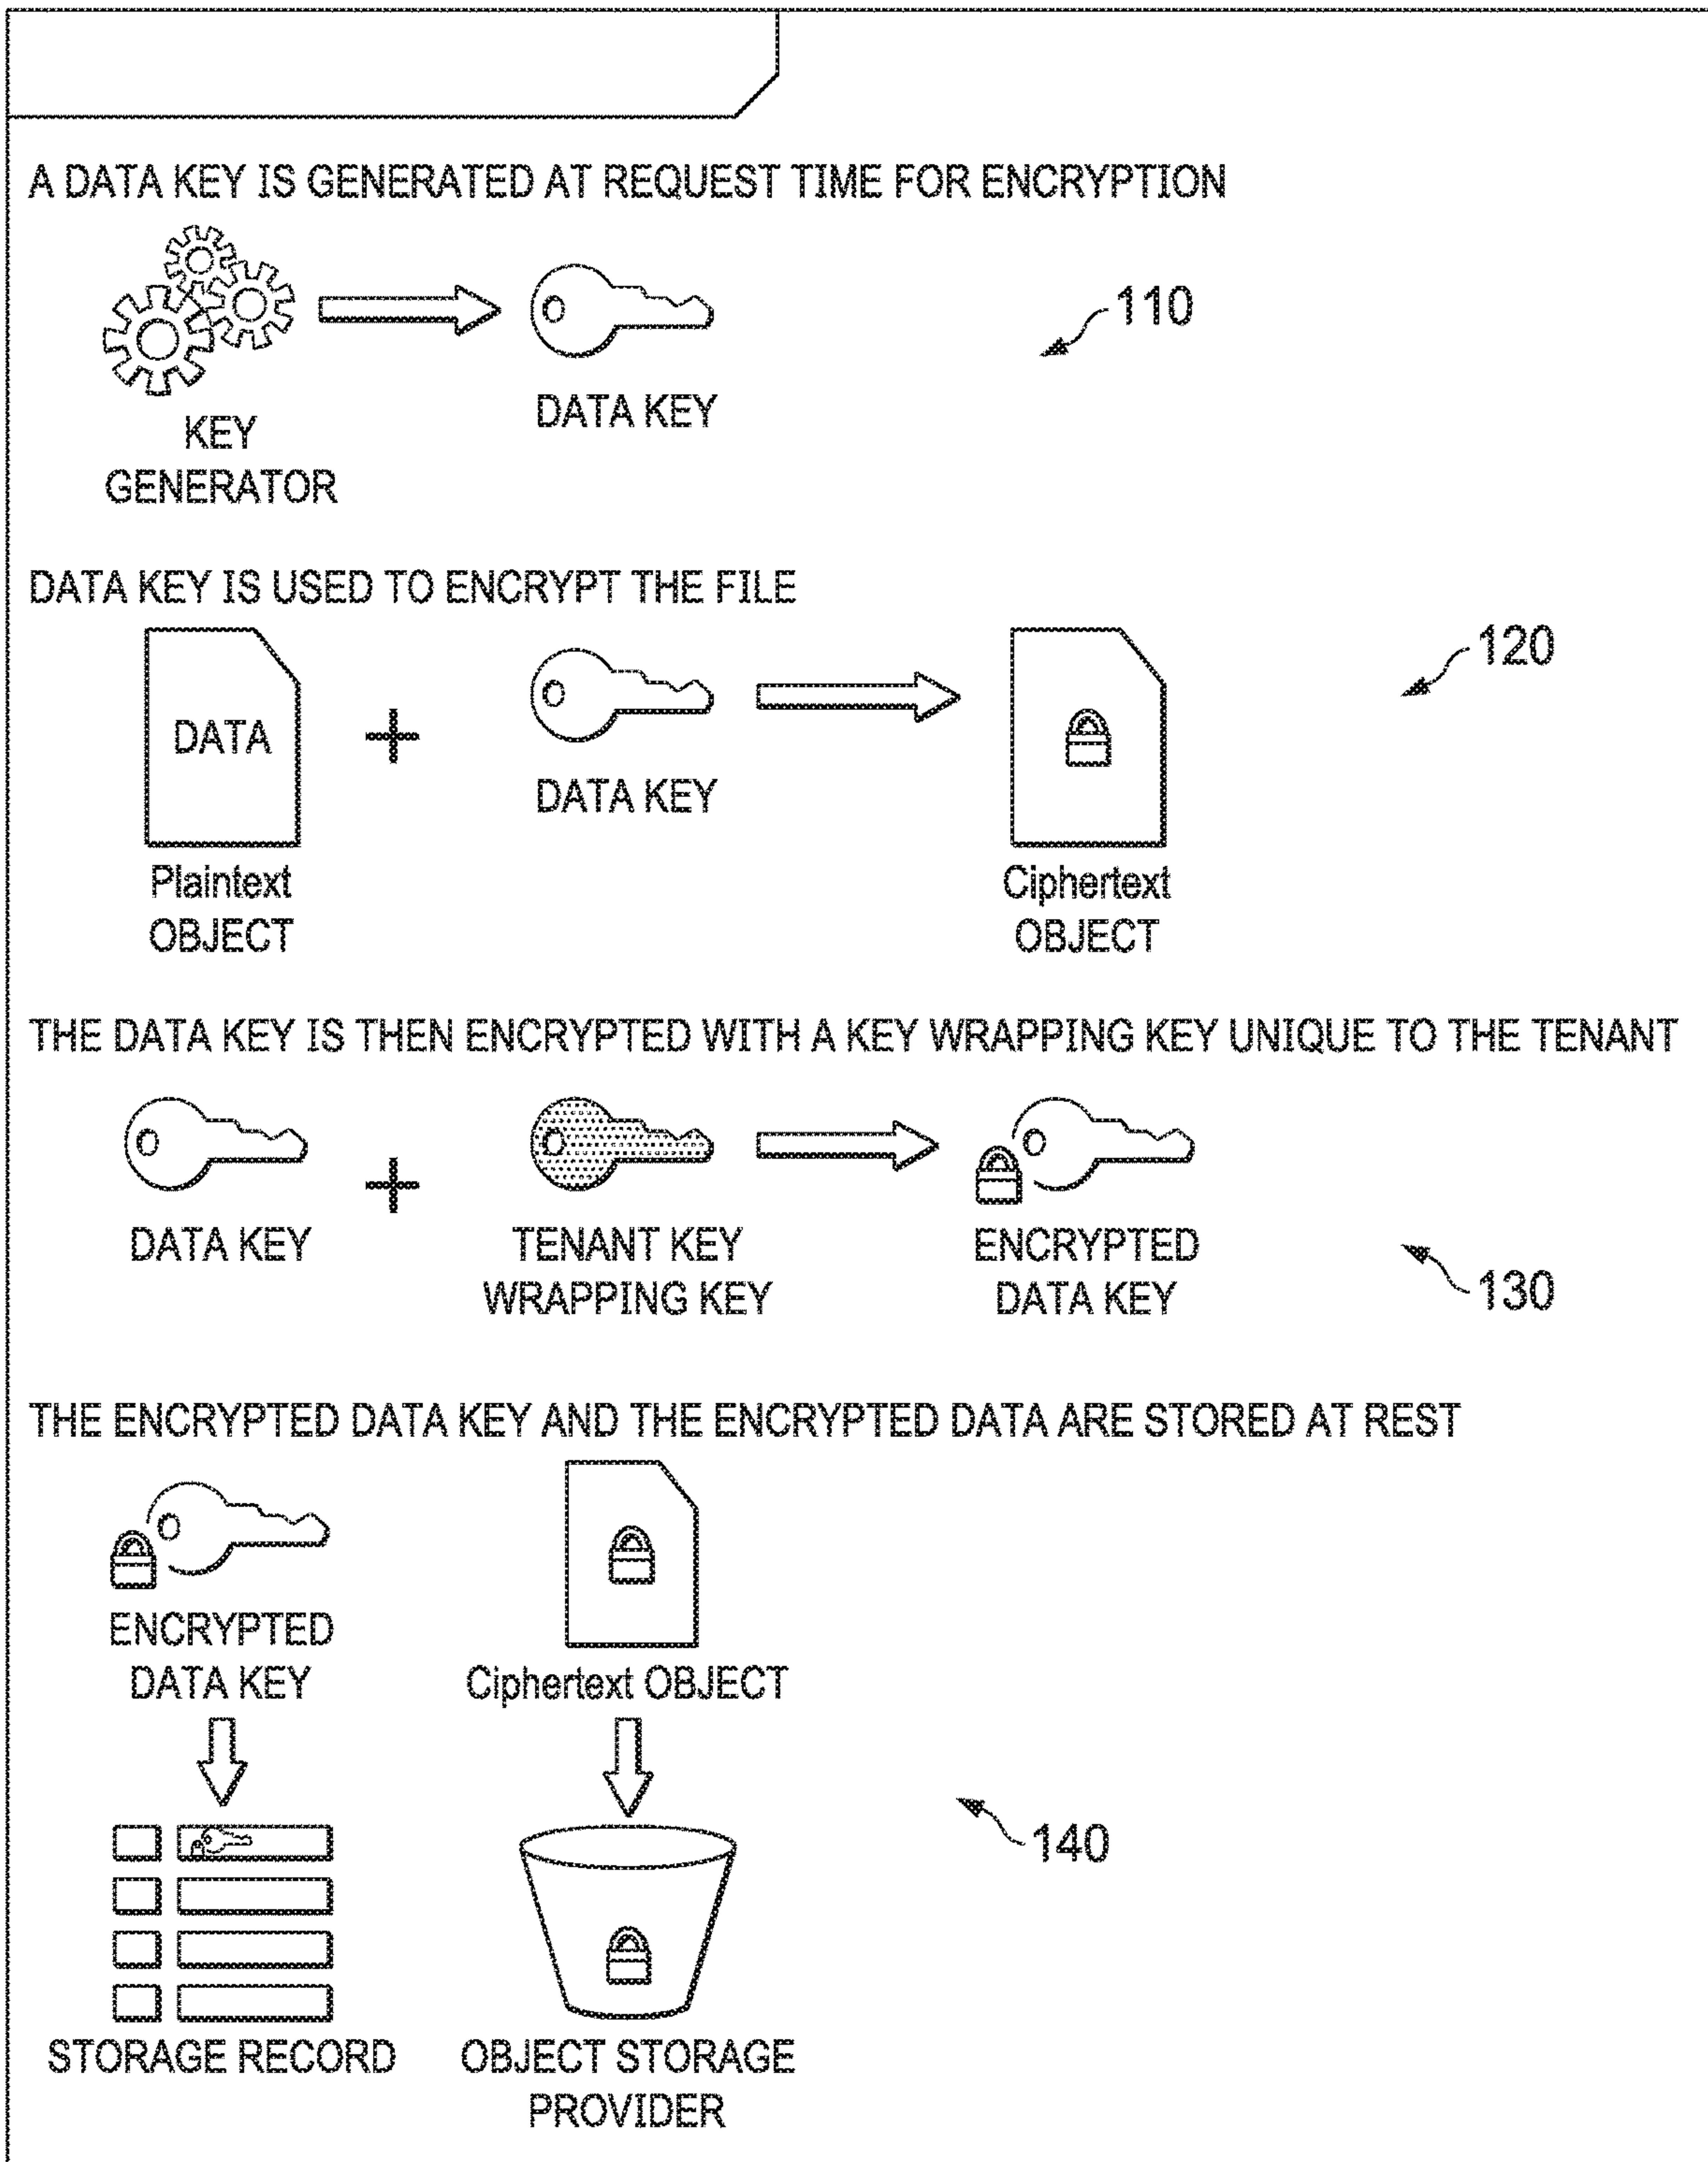 A DATA KEY IS GENERATED AT REQUEST TIME FOR ENCRYPTION
110
DATA KEY
KEY
GENERATOR
DATA KEY IS USED TO ENCRYPT THE FILE
120
DATA
DATA KEY
Plaintext
OBJECT
Ciphertext
OBJECT
THE DATA KEY IS THEN ENCRYPTED WITH A KEY WRAPPING KEY UNIQUE TO THE TENANT
DATA KEY
TENANT KEY
WRAPPING KEY
ENCRYPTED
DATA KEY
130
THE ENCRYPTED DATA KEY AND THE ENCRYPTED DATA ARE STORED AT REST
ENCRYPTED
DATA KEY
Ciphertext OBJECT
140
STORAGE RECORD
OBJECT STORAGE
PROVIDER